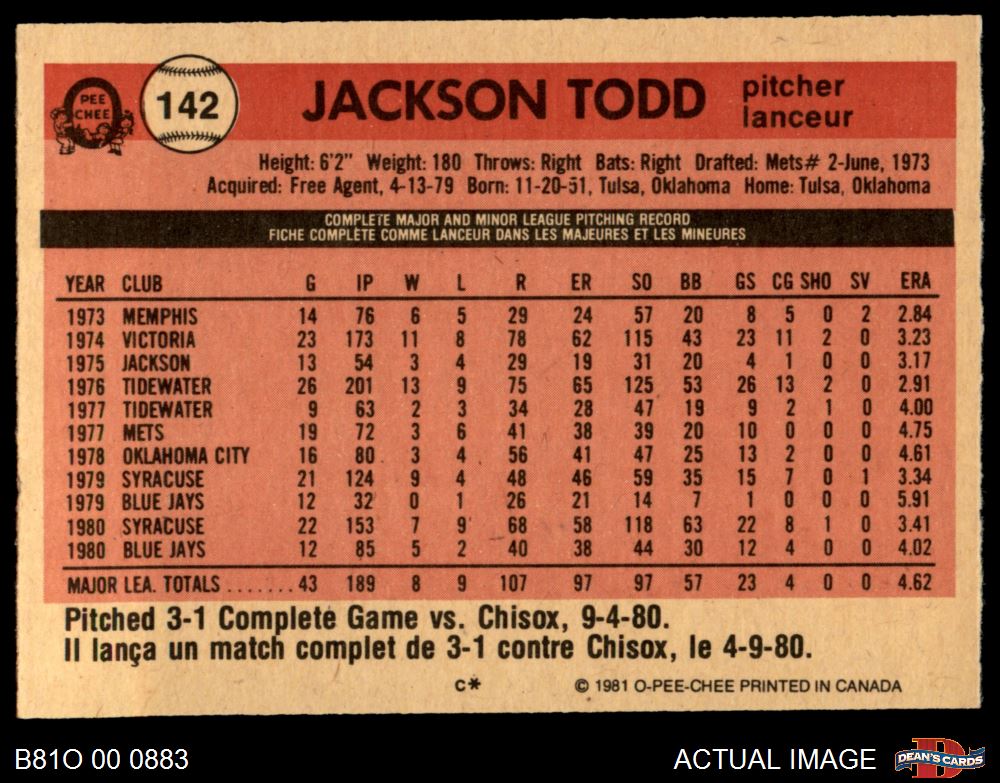 O
PEE
CHEE
142
JACKSON TODD
pitcher
lanceur
Height: 6'2" Weight: 180 Throws: Right Bats: Right Drafted: Mets# 2-June, 1973
Acquired: Free Agent, 4-13-79 Born: 11-20-51, Tulsa, Oklahoma Home: Tulsa, Oklahoma
COMPLETE MAJOR AND MINOR LEAGUE PITCHING RECORD
FICHE COMPLÈTE COMME LANCEUR DANS LES MAJEURES ET LES MINEURES
YEAR CLUB G IP W L R ER SO BB GS CG SHO SV ERA
1973 MEMPHIS 14 76 6 5 29 24 57 20 8 5 0 2 2.84
1974 VICTORIA 23 173 11 8 78 62 115 43 23 11 2 0 3.23
1975 JACKSON 13 54 3 4 29 19 31 20 4 1 0 0 3.17
1976 TIDEWATER 26 201 13 9 75 65 125 53 26 13 2 0 2.91
1977 TIDEWATER 9 63 2 3 34 28 47 19 9 2 1 0 4.00
1977 METS 19 72 3 6 41 38 39 20 10 0 0 0 4.75
1978 OKLAHOMA CITY 16 80 3 4 56 41 47 25 13 2 0 0 4.61
1979 SYRACUSE 21 124 9 4 48 46 59 35 15 7 0 1 3.34
1979 BLUE JAYS 12 32 0 1 26 21 14 7 1 0 0 0 5.91
1980 SYRACUSE 22 153 7 9 68 58 118 63 22 8 1 0 3.41
1980 BLUE JAYS 12 85 5 2 40 38 44 30 12 4 0 0 4.02
MAJOR LEA. TOTALS ....... 43 189 8 9 107 97 97 57 23 4 0 0 4.62
Pitched 3-1 Complete Game vs. Chisox, 9-4-80.
Il lança un match complet de 3-1 contre Chisox, le 4-9-80.
C* © 1981 O-PEE-CHEE PRINTED IN CANADA
B81O 00 0883
ACTUAL IMAGE
D
DEAN'S CARDS